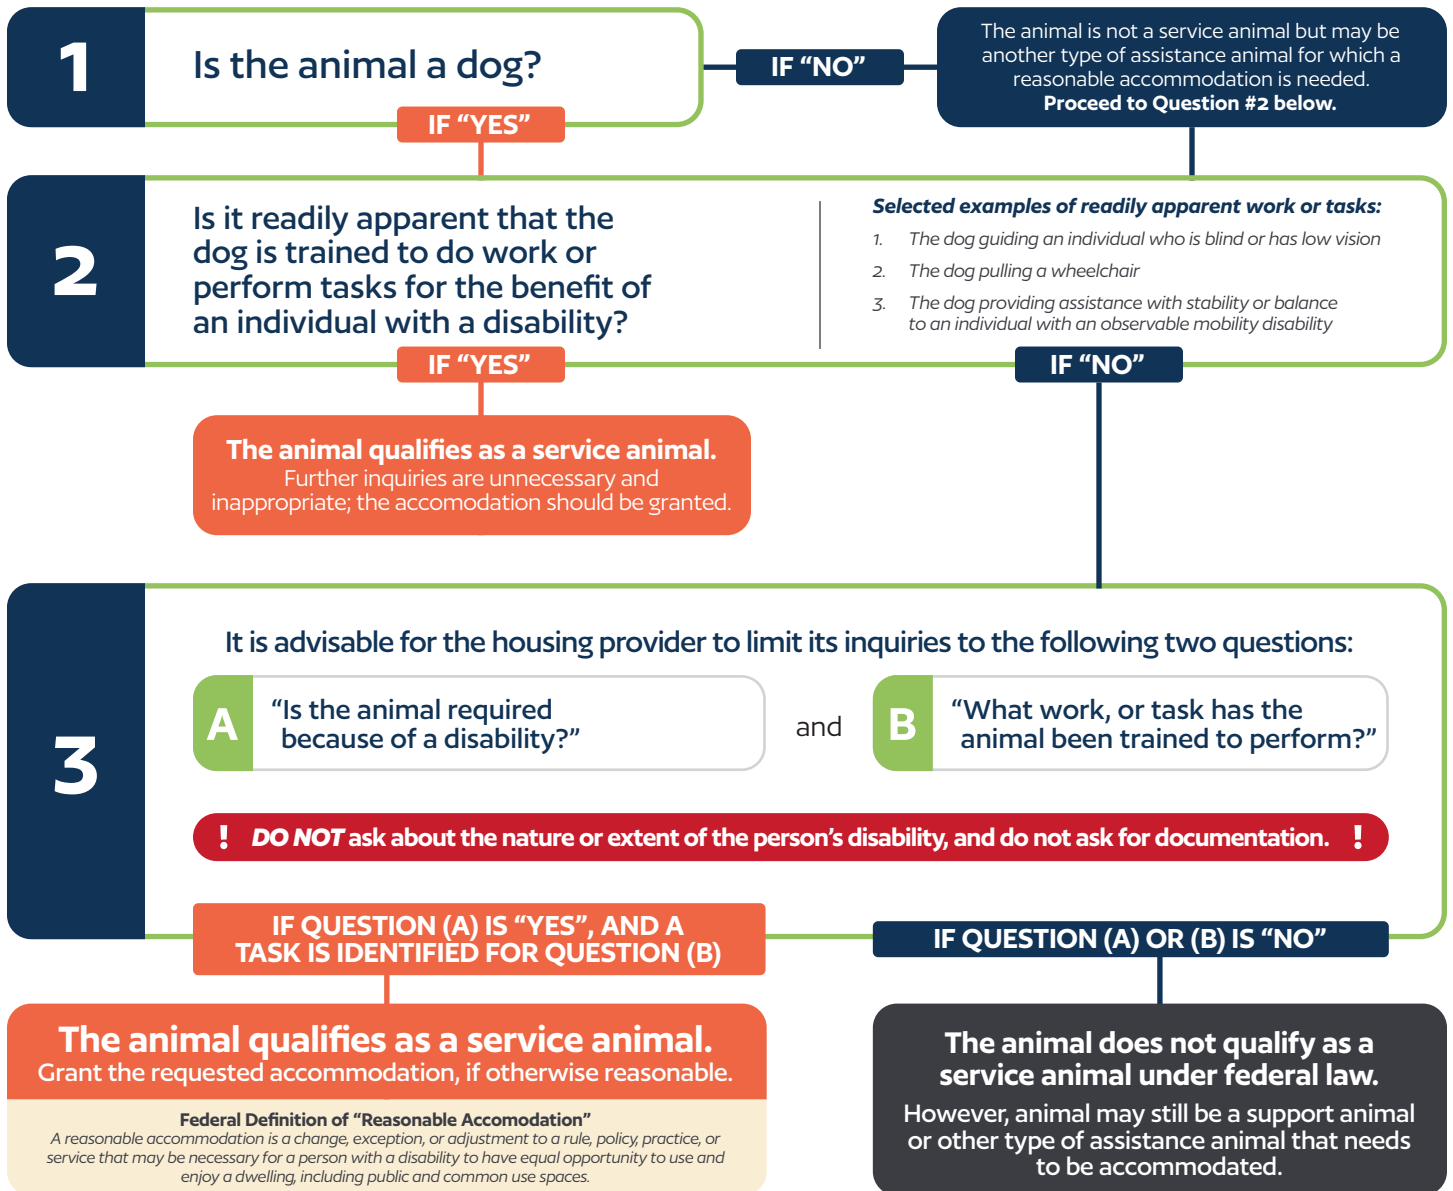 1
Is the animal a dog?
IF “NO”
The animal is not a service animal but may be
another type of assistance animal for which a
reasonable accommodation is needed.
Proceed to Question #2 below.
IF “YES”
2
Is it readily apparent that the
dog is trained to do work or
perform tasks for the benefit of
an individual with a disability?
Selected examples of readily apparent work or tasks:
1. The dog guiding an individual who is blind or has low vision
2. The dog pulling a wheelchair
3. The dog providing assistance with stability or balance
to an individual with an observable mobility disability
IF “YES”
IF “NO”
The animal qualifies as a service animal.
Further inquiries are unnecessary and
inappropriate; the accomodation should be granted.
3
It is advisable for the housing provider to limit its inquiries to the following two questions:
A
“Is the animal required
because of a disability?”
and
B
“What work, or task has the
animal been trained to perform?”
! DO NOT ask about the nature or extent of the person’s disability, and do not ask for documentation. !
IF QUESTION (A) IS “YES”, AND A
TASK IS IDENTIFIED FOR QUESTION (B)
IF QUESTION (A) OR (B) IS “NO”
The animal qualifies as a service animal.
Grant the requested accommodation, if otherwise reasonable.
Federal Definition of “Reasonable Accomodation”
A reasonable accommodation is a change, exception, or adjustment to a rule, policy, practice, or
service that may be necessary for a person with a disability to have equal opportunity to use and
enjoy a dwelling, including public and common use spaces.
The animal does not qualify as a
service animal under federal law.
However, animal may still be a support animal
or other type of assistance animal that needs
to be accommodated.